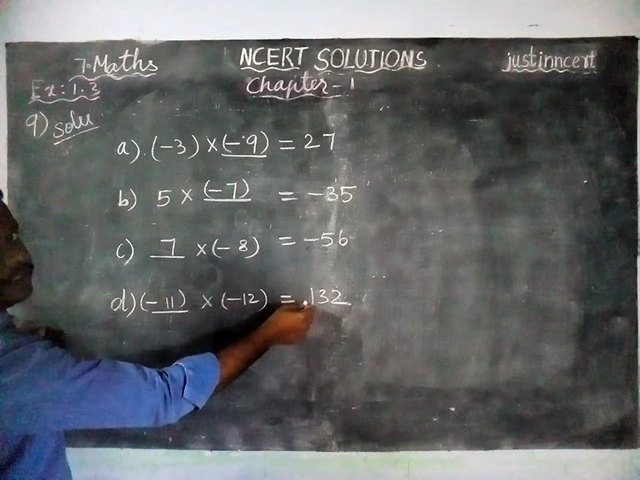 7. Maths NCERT SOLUTIONS justinncert
Ex: 1.3 Chapter - 1
9) Solu
a) (-3) × (-9) = 27
b) 5 × (-7) = -35
c) 7 × (-8) = -56
d) (-11) × (-12) = 132